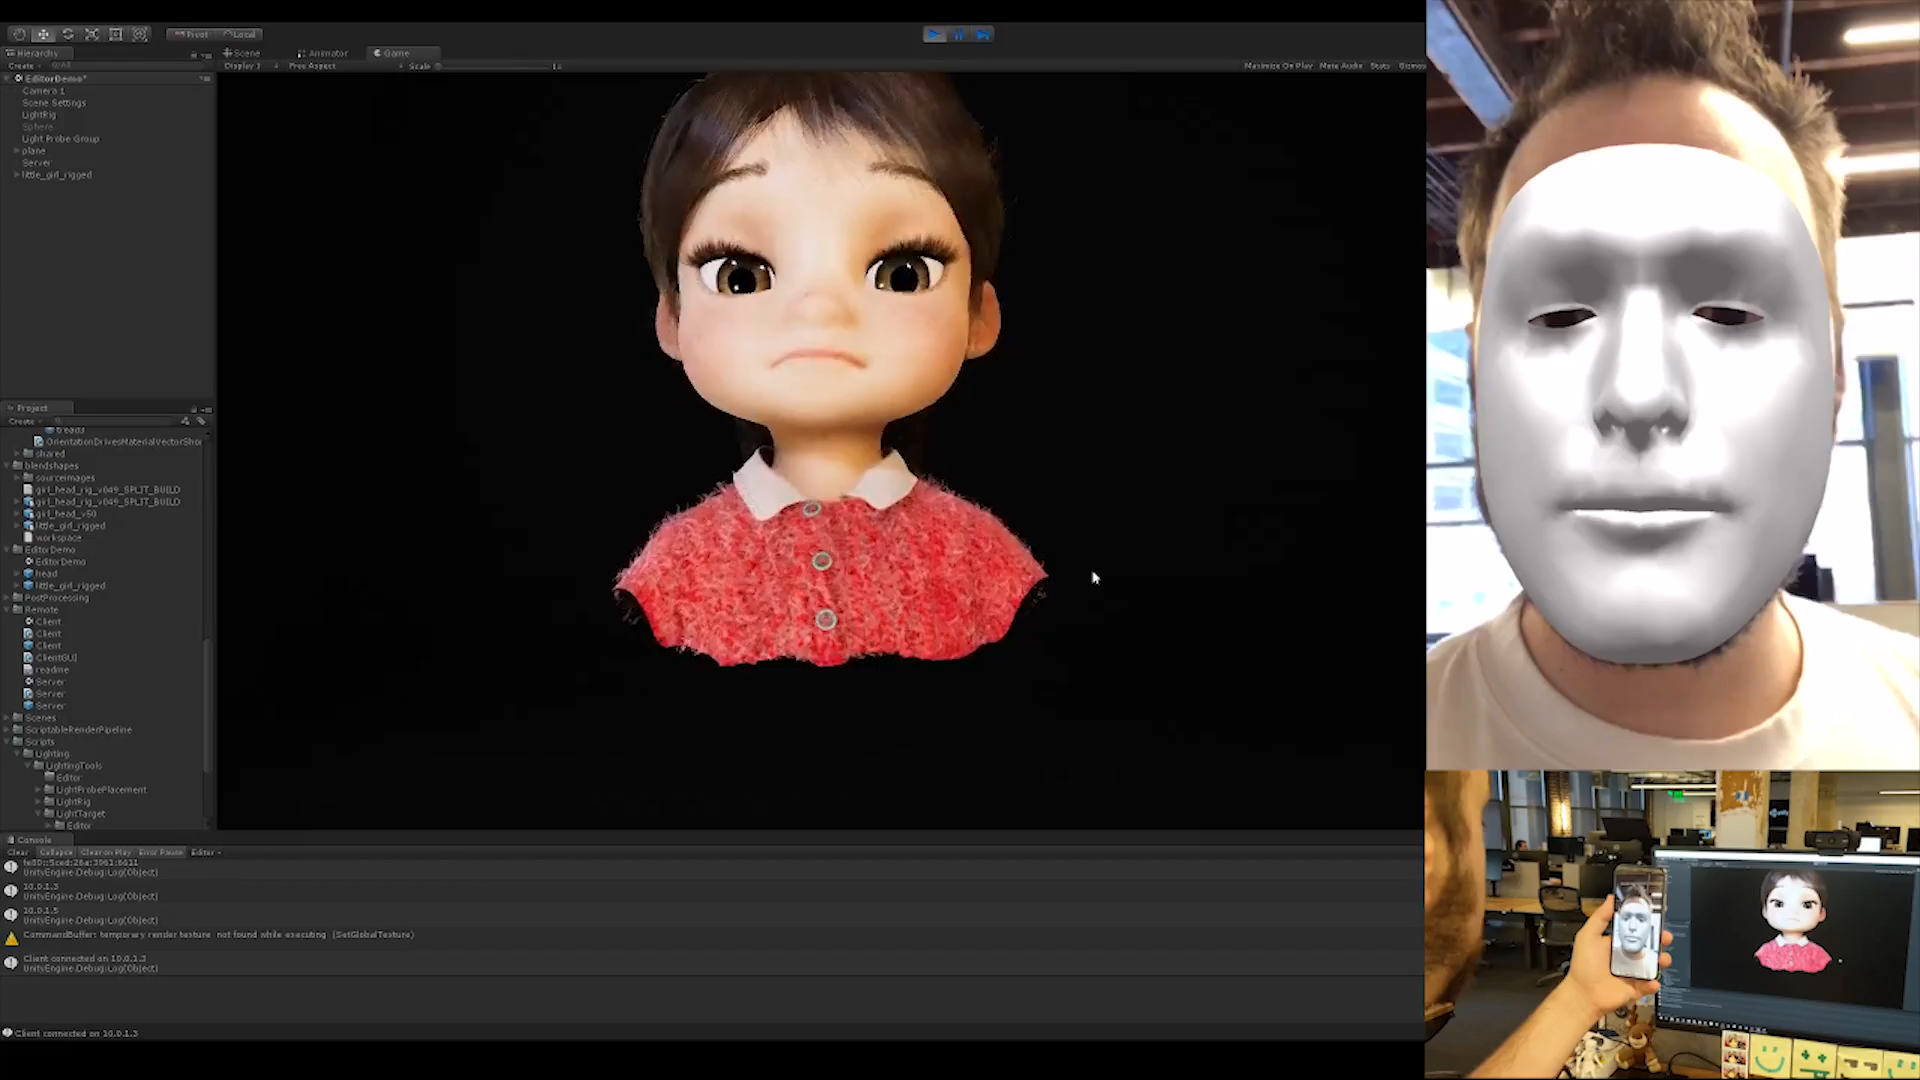 Pivot Local
Hierarchy
Create All
EditorDemo*
Camera 1
Scene Settings
LightRig
Sphere
Light Probe Group
plane
Server
little_girl_rigged
Scene Animator Game
Display 1 Free Aspect Scale 1x
Maximize On Play Mute Audio Stats Gizmos
Project
Create
OrientationDrivesMaterialVectorShor
shared
blendshapes
sourceimages
girl_head_rig_v049_SPLIT_BUILD
girl_head_rig_v049_SPLIT_BUILD
girl_head_v50
little_girl_rigged
workspace
EditorDemo
EditorDemo
head
little_girl_rigged
PostProcessing
Remote
Client
Client
Client
ClientGUI
readme
Server
Server
Server
Scenes
ScriptableRenderPipeline
Scripts
Lighting
LightingTools
Editor
LightProbePlacement
LightRig
LightTarget
Editor
Console
Clear Collapse Clear on Play Error Pause Editor
UnityEngine.Debug:Log(Object)
10.0.1.3
UnityEngine.Debug:Log(Object)
10.0.1.5
UnityEngine.Debug:Log(Object)
CommandBuffer: temporary render texture not found while executing (SetGlobalTexture)
Client connected on 10.0.1.3
UnityEngine.Debug:Log(Object)
Client connected on 10.0.1.3